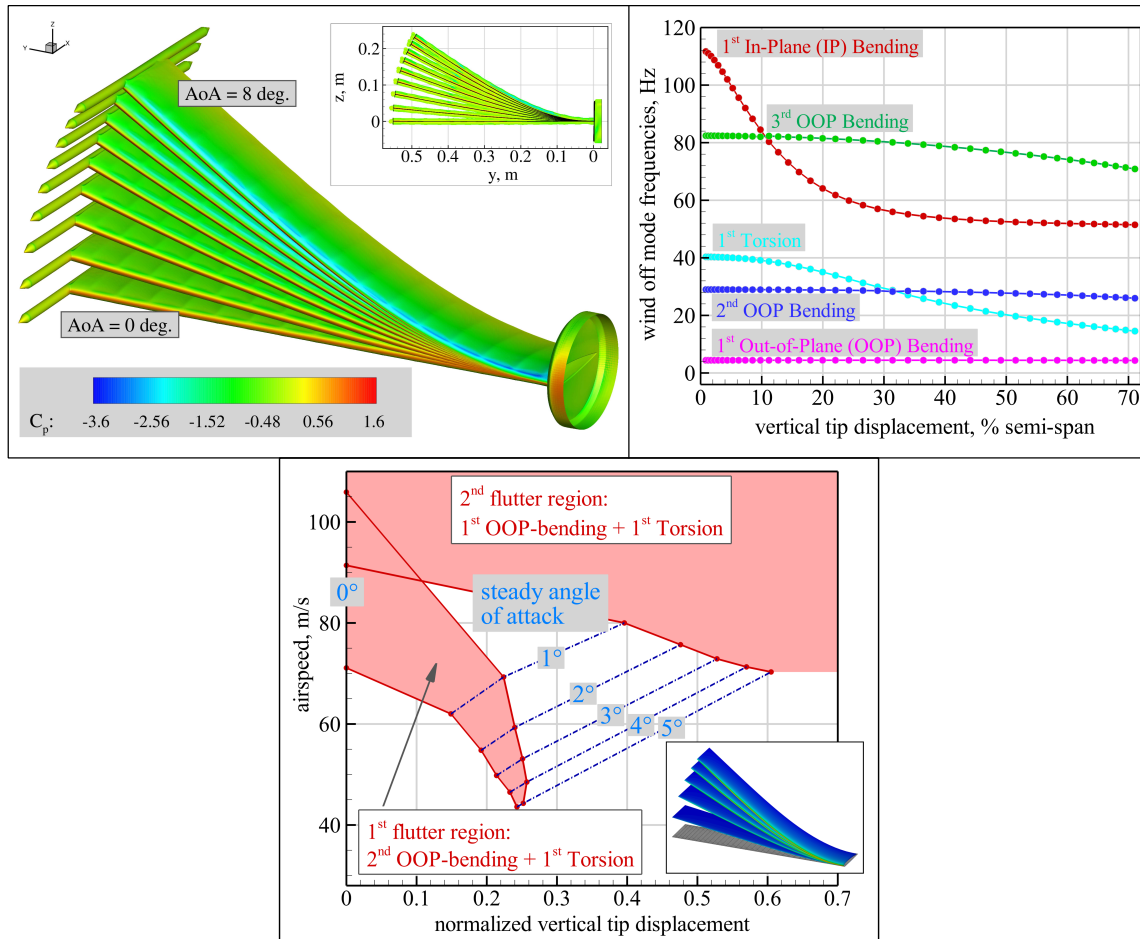 Z
Y
X
AoA = 8 deg.
AoA = 0 deg.
z, m
0.2
0.1
0
0.5
0.4
0.3
0.2
0.1
0
y, m
C_p:
-3.6
-2.56
-1.52
-0.48
0.56
1.6
wind off mode frequencies, Hz
120
100
80
60
40
20
0
1st In-Plane (IP) Bending
3rd OOP Bending
1st Torsion
2nd OOP Bending
1st Out-of-Plane (OOP) Bending
0
10
20
30
40
50
60
70
vertical tip displacement, % semi-span
airspeed, m/s
100
80
60
40
2nd flutter region:
1st OOP-bending + 1st Torsion
0°
steady angle
of attack
1°
2°
3°
4°
5°
1st flutter region:
2nd OOP-bending + 1st Torsion
0
0.1
0.2
0.3
0.4
0.5
0.6
0.7
normalized vertical tip displacement